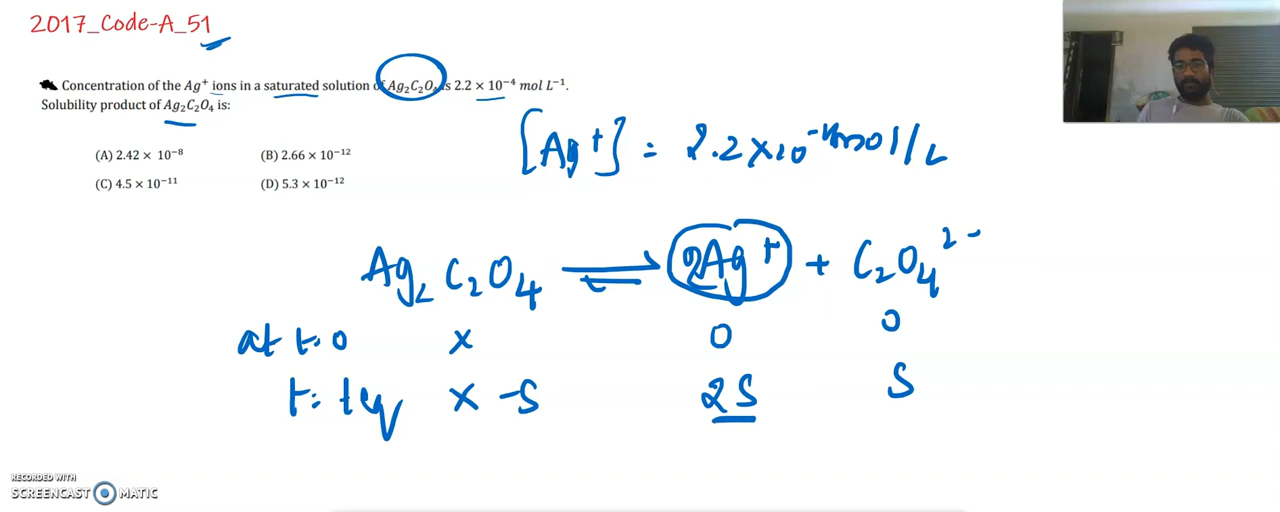 2017_Code-A_51
Concentration of the Ag⁺ ions in a saturated solution of Ag₂C₂O₄ is 2.2 × 10⁻⁴ mol L⁻¹.
Solubility product of Ag₂C₂O₄ is:
(A) 2.42 × 10⁻⁸ (B) 2.66 × 10⁻¹²
(C) 4.5 × 10⁻¹¹ (D) 5.3 × 10⁻¹²
[Ag⁺] = 2.2×10⁻⁴mol/L
Ag₂C₂O₄ ⇌ 2Ag⁺ + C₂O₄²⁻
at t=0 x 0 0
t=teq x-s 2s s
RECORDED WITH
SCREENCAST MATIC